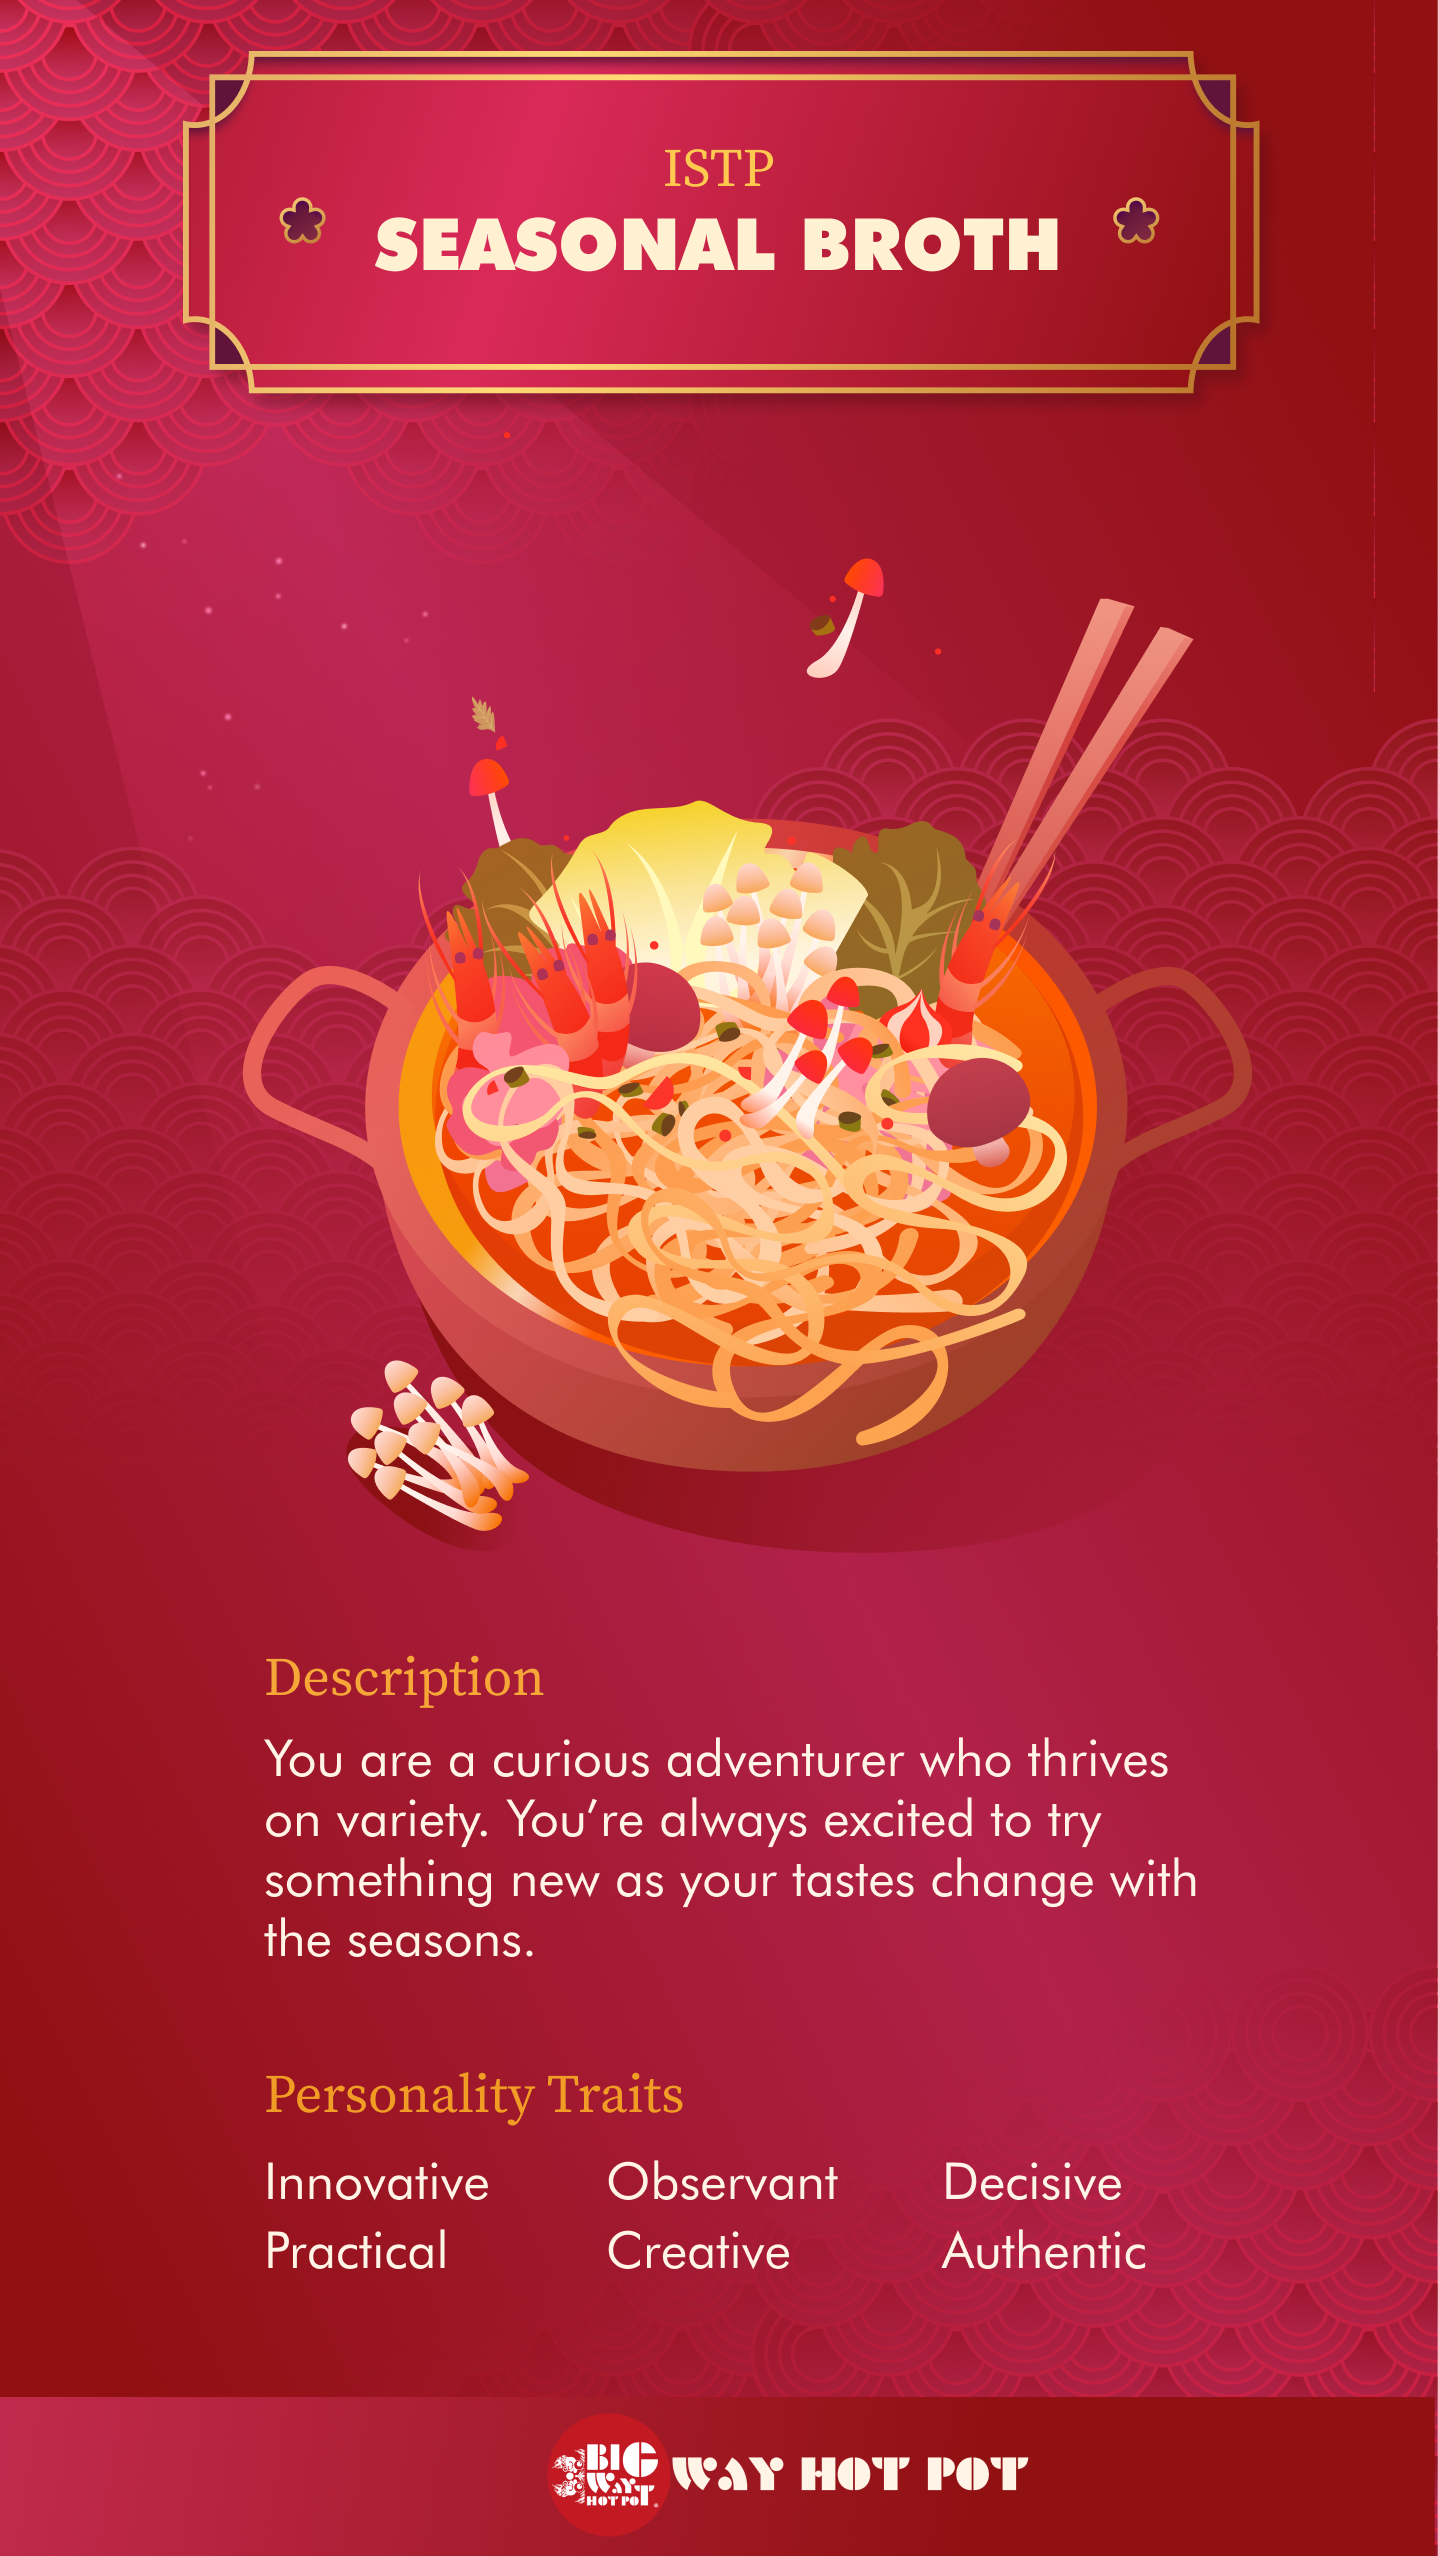 ISTP
SEASONAL BROTH
Description
You are a curious adventurer who thrives
on variety. You’re always excited to try
something new as your tastes change with
the seasons.
Personality Traits
Innovative Observant Decisive
Practical Creative Authentic
BIG
WAY
HOT POT
WAY HOT POT